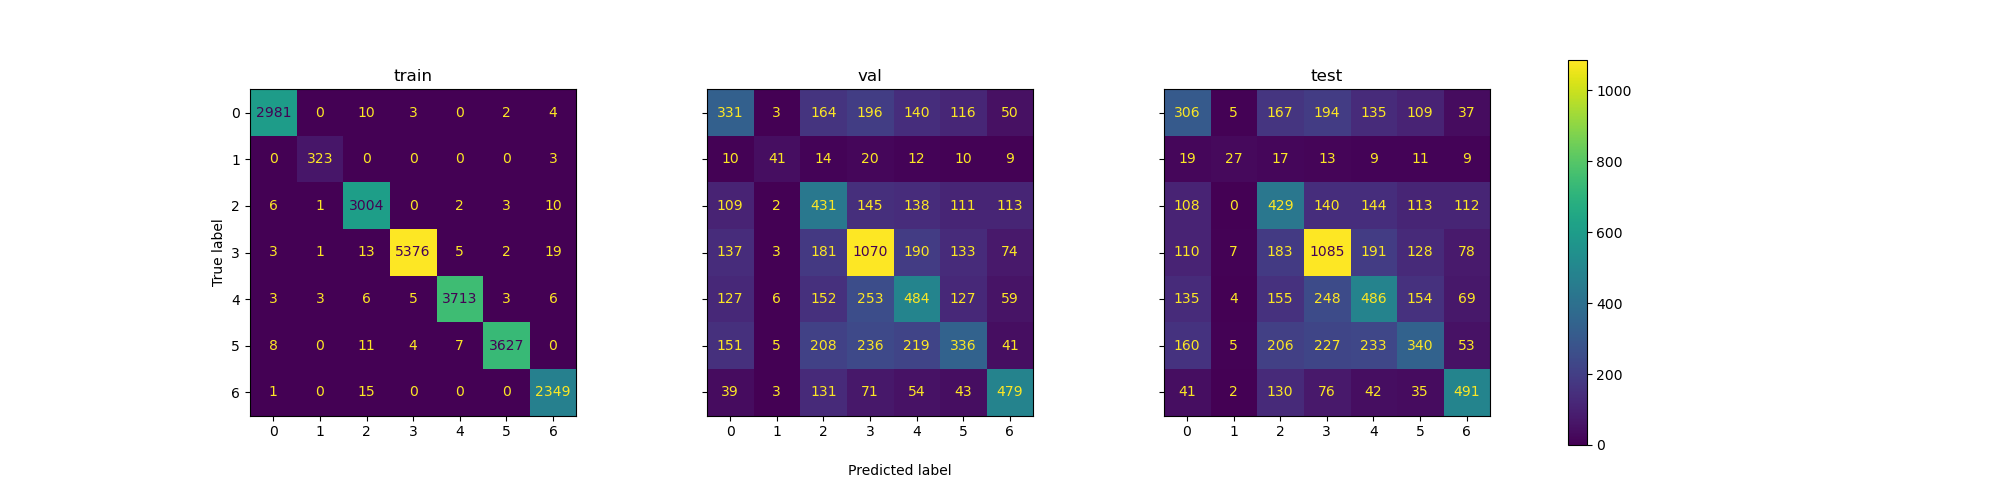 train
val
test
0 2981 0 10 3 0 2 4
1 0 323 0 0 0 0 3
2 6 1 3004 0 2 3 10
3 3 1 13 5376 5 2 19
4 3 3 6 5 3713 3 6
5 8 0 11 4 7 3627 0
6 1 0 15 0 0 0 2349
0 1 2 3 4 5 6
True label
331 3 164 196 140 116 50
10 41 14 20 12 10 9
109 2 431 145 138 111 113
137 3 181 1070 190 133 74
127 6 152 253 484 127 59
151 5 208 236 219 336 41
39 3 131 71 54 43 479
0 1 2 3 4 5 6
Predicted label
306 5 167 194 135 109 37
19 27 17 13 9 11 9
108 0 429 140 144 113 112
110 7 183 1085 191 128 78
135 4 155 248 486 154 69
160 5 206 227 233 340 53
41 2 130 76 42 35 491
0 1 2 3 4 5 6
1000
800
600
400
200
0